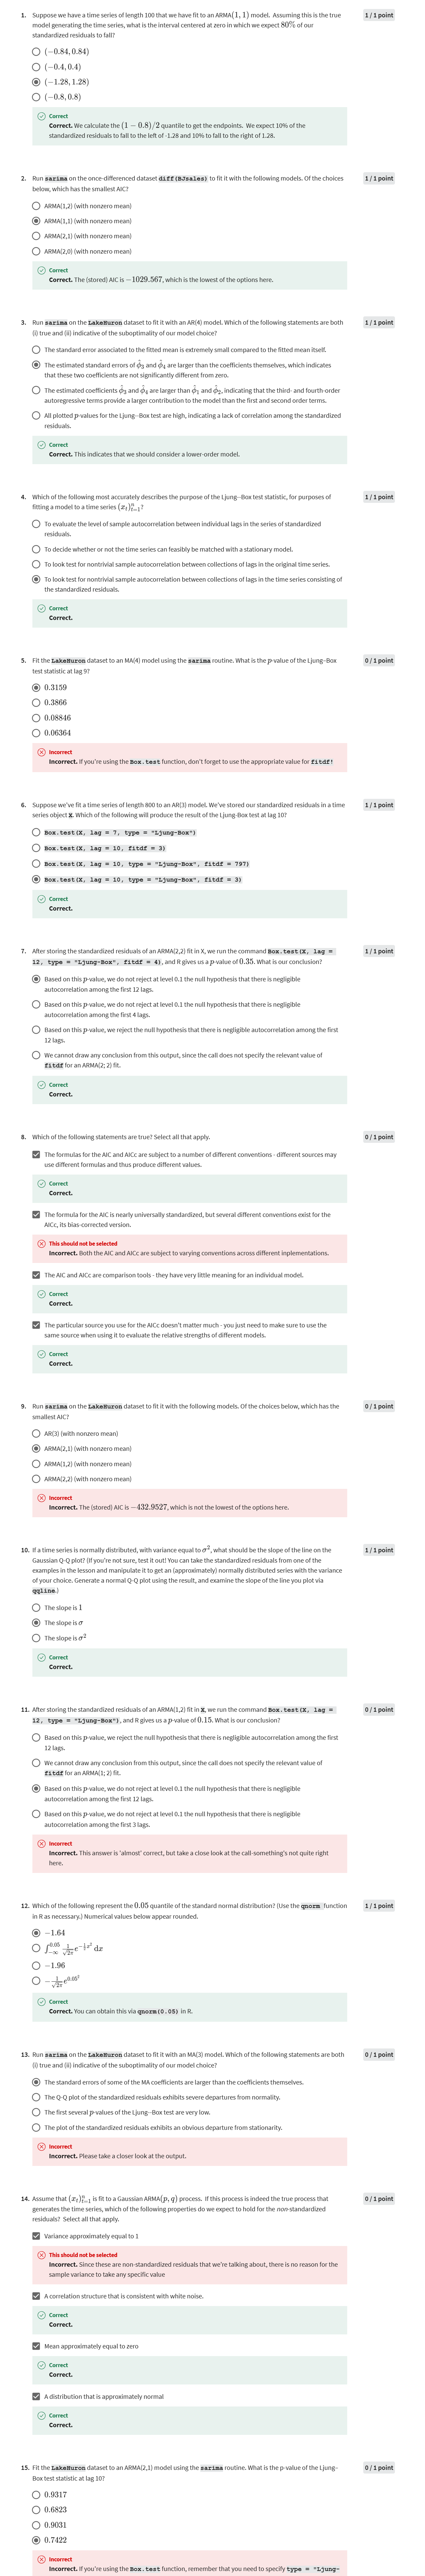 1. Suppose we have a time series of length 100 that we have fit to an ARMA(1, 1) model. Assuming this is the true
1 / 1 point
model generating the time series, what is the interval centered at zero in which we expect 80% of our
standardized residuals to fall?
(−0.84, 0.84)
(−0.4, 0.4)
(−1.28, 1.28)
(−0.8, 0.8)
Correct
Correct. We calculate the (1 − 0.8)/2 quantile to get the endpoints. We expect 10% of the
standardized residuals to fall to the left of -1.28 and 10% to fall to the right of 1.28.
2. Run sarima on the once-differenced dataset diff(BJsales) to fit it with the following models. Of the choices
1 / 1 point
below, which has the smallest AIC?
ARMA(1,2) (with nonzero mean)
ARMA(1,1) (with nonzero mean)
ARMA(2,1) (with nonzero mean)
ARMA(2,0) (with nonzero mean)
Correct
Correct. The (stored) AIC is −1029.567, which is the lowest of the options here.
3. Run sarima on the LakeHuron dataset to fit it with an AR(4) model. Which of the following statements are both
1 / 1 point
(i) true and (ii) indicative of the suboptimality of our model choice?
The standard error associated to the fitted mean is extremely small compared to the fitted mean itself.
The estimated standard errors of ϕ̂3 and ϕ̂4 are larger than the coefficients themselves, which indicates
that these two coefficients are not significantly different from zero.
The estimated coefficients ϕ̂3 and ϕ̂4 are larger than ϕ̂1 and ϕ̂2, indicating that the third- and fourth-order
autoregressive terms provide a larger contribution to the model than the first and second order terms.
All plotted p-values for the Ljung–Box test are high, indicating a lack of correlation among the standardized
residuals.
Correct
Correct. This indicates that we should consider a lower-order model.
4. Which of the following most accurately describes the purpose of the Ljung--Box test statistic, for purposes of
1 / 1 point
fitting a model to a time series (xt)ⁿt=1?
To evaluate the level of sample autocorrelation between individual lags in the series of standardized
residuals.
To decide whether or not the time series can feasibly be matched with a stationary model.
To look test for nontrivial sample autocorrelation between collections of lags in the original time series.
To look test for nontrivial sample autocorrelation between collections of lags in the time series consisting of
the standardized residuals.
Correct
Correct.
5. Fit the LakeHuron dataset to an MA(4) model using the sarima routine. What is the p-value of the Ljung–Box
0 / 1 point
test statistic at lag 9?
0.3159
0.3866
0.08846
0.06364
Incorrect
Incorrect. If you're using the Box.test function, don't forget to use the appropriate value for fitdf!
6. Suppose we've fit a time series of length 800 to an AR(3) model. We've stored our standardized residuals in a time
1 / 1 point
series object X. Which of the following will produce the result of the Ljung-Box test at lag 10?
Box.test(X, lag = 7, type = "Ljung-Box")
Box.test(X, lag = 10, fitdf = 3)
Box.test(X, lag = 10, type = "Ljung-Box", fitdf = 797)
Box.test(X, lag = 10, type = "Ljung-Box", fitdf = 3)
Correct
Correct.
7. After storing the standardized residuals of an ARMA(2,2) fit in X, we run the command Box.test(X, lag =
1 / 1 point
12, type = "Ljung-Box", fitdf = 4), and R gives us a p-value of 0.35. What is our conclusion?
Based on this p-value, we do not reject at level 0.1 the null hypothesis that there is negligible
autocorrelation among the first 12 lags.
Based on this p-value, we do not reject at level 0.1 the null hypothesis that there is negligible
autocorrelation among the first 4 lags.
Based on this p-value, we reject the null hypothesis that there is negligible autocorrelation among the first
12 lags.
We cannot draw any conclusion from this output, since the call does not specify the relevant value of
fitdf for an ARMA(2; 2) fit.
Correct
Correct.
8. Which of the following statements are true? Select all that apply.
0 / 1 point
The formulas for the AIC and AICc are subject to a number of different conventions - different sources may
use different formulas and thus produce different values.
Correct
Correct.
The formula for the AIC is nearly universally standardized, but several different conventions exist for the
AICc, its bias-corrected version.
This should not be selected
Incorrect. Both the AIC and AICc are subject to varying conventions across different inplementations.
The AIC and AICc are comparison tools - they have very little meaning for an individual model.
Correct
Correct.
The particular source you use for the AICc doesn't matter much - you just need to make sure to use the
same source when using it to evaluate the relative strengths of different models.
Correct
Correct.
9. Run sarima on the LakeHuron dataset to fit it with the following models. Of the choices below, which has the
0 / 1 point
smallest AIC?
AR(3) (with nonzero mean)
ARMA(2,1) (with nonzero mean)
ARMA(1,2) (with nonzero mean)
ARMA(2,2) (with nonzero mean)
Incorrect
Incorrect. The (stored) AIC is −432.9527, which is not the lowest of the options here.
10. If a time series is normally distributed, with variance equal to σ², what should be the slope of the line on the
1 / 1 point
Gaussian Q-Q plot? (If you're not sure, test it out! You can take the standardized residuals from one of the
examples in the lesson and manipulate it to get an (approximately) normally distributed series with the variance
of your choice. Generate a normal Q-Q plot using the result, and examine the slope of the line you plot via
qqline.)
The slope is 1
The slope is σ
The slope is σ²
Correct
Correct.
11. After storing the standardized residuals of an ARMA(1,2) fit in X, we run the command Box.test(X, lag =
0 / 1 point
12, type = "Ljung-Box"), and R gives us a p-value of 0.15. What is our conclusion?
Based on this p-value, we reject the null hypothesis that there is negligible autocorrelation among the first
12 lags.
We cannot draw any conclusion from this output, since the call does not specify the relevant value of
fitdf for an ARMA(1; 2) fit.
Based on this p-value, we do not reject at level 0.1 the null hypothesis that there is negligible
autocorrelation among the first 12 lags.
Based on this p-value, we do not reject at level 0.1 the null hypothesis that there is negligible
autocorrelation among the first 3 lags.
Incorrect
Incorrect. This answer is 'almost' correct, but take a close look at the call-something's not quite right
here.
12. Which of the following represent the 0.05 quantile of the standard normal distribution? (Use the qnorm function
1 / 1 point
in R as necessary.) Numerical values below appear rounded.
−1.64
∫_{−∞}^{0.05} 1/√2π e^{−½x²} dx
−1.96
−1/√2π e^{0.05²}
Correct
Correct. You can obtain this via qnorm(0.05) in R.
13. Run sarima on the LakeHuron dataset to fit it with an MA(3) model. Which of the following statements are both
0 / 1 point
(i) true and (ii) indicative of the suboptimality of our model choice?
The standard errors of some of the MA coefficients are larger than the coefficients themselves.
The Q-Q plot of the standardized residuals exhibits severe departures from normality.
The first several p-values of the Ljung--Box test are very low.
The plot of the standardized residuals exhibits an obvious departure from stationarity.
Incorrect
Incorrect. Please take a closer look at the output.
14. Assume that (xt)ⁿt=1 is fit to a Gaussian ARMA(p, q) process. If this process is indeed the true process that
0 / 1 point
generates the time series, which of the following properties do we expect to hold for the non-standardized
residuals? Select all that apply.
Variance approximately equal to 1
This should not be selected
Incorrect. Since these are non-standardized residuals that we're talking about, there is no reason for the
sample variance to take any specific value
A correlation structure that is consistent with white noise.
Correct
Correct.
Mean approximately equal to zero
Correct
Correct.
A distribution that is approximately normal
Correct
Correct.
15. Fit the LakeHuron dataset to an ARMA(2,1) model using the sarima routine. What is the p-value of the Ljung–
0 / 1 point
Box test statistic at lag 10?
0.9317
0.6823
0.9031
0.7422
Incorrect
Incorrect. If you're using the Box.test function, remember that you need to specify type = "Ljung-